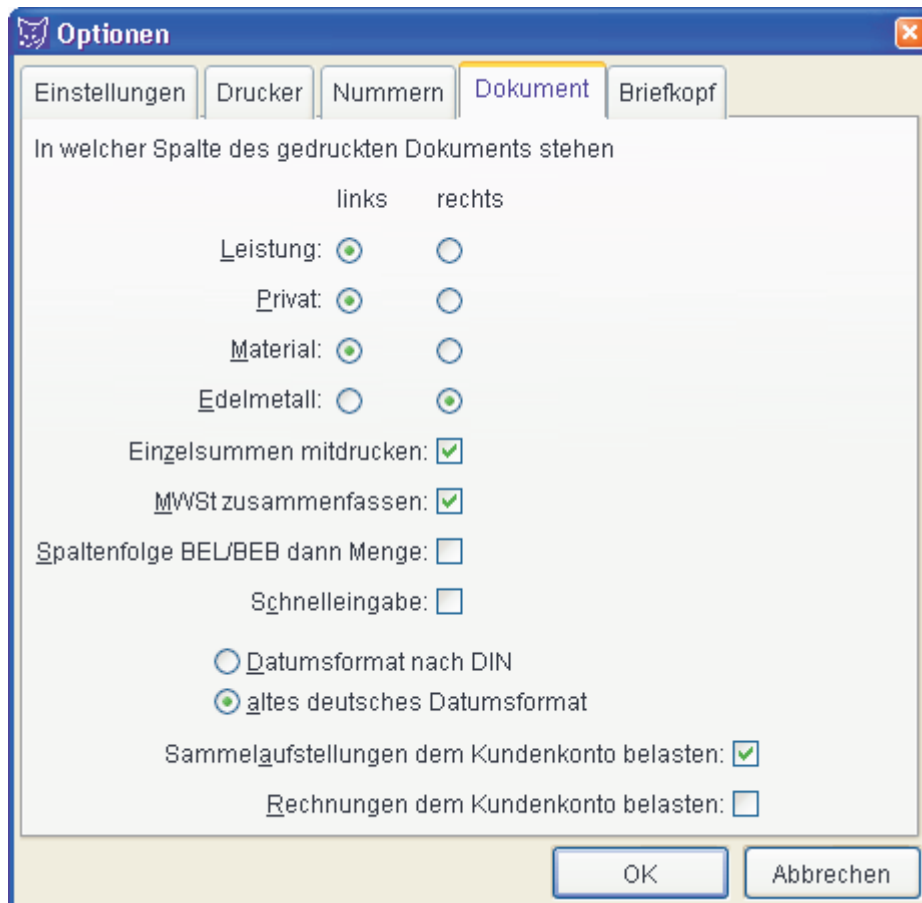 Optionen
Einstellungen Drucker Nummern Dokument Briefkopf
In welcher Spalte des gedruckten Dokuments stehen
links rechts
Leistung:
Privat:
Material:
Edelmetall:
Einzelsummen mitdrucken:
MWSt zusammenfassen:
Spaltenfolge BEL/BEB dann Menge:
Schnelleingabe:
Datumsformat nach DIN
altes deutsches Datumsformat
Sammelaufstellungen dem Kundenkonto belasten:
Rechnungen dem Kundenkonto belasten:
OK Abbrechen